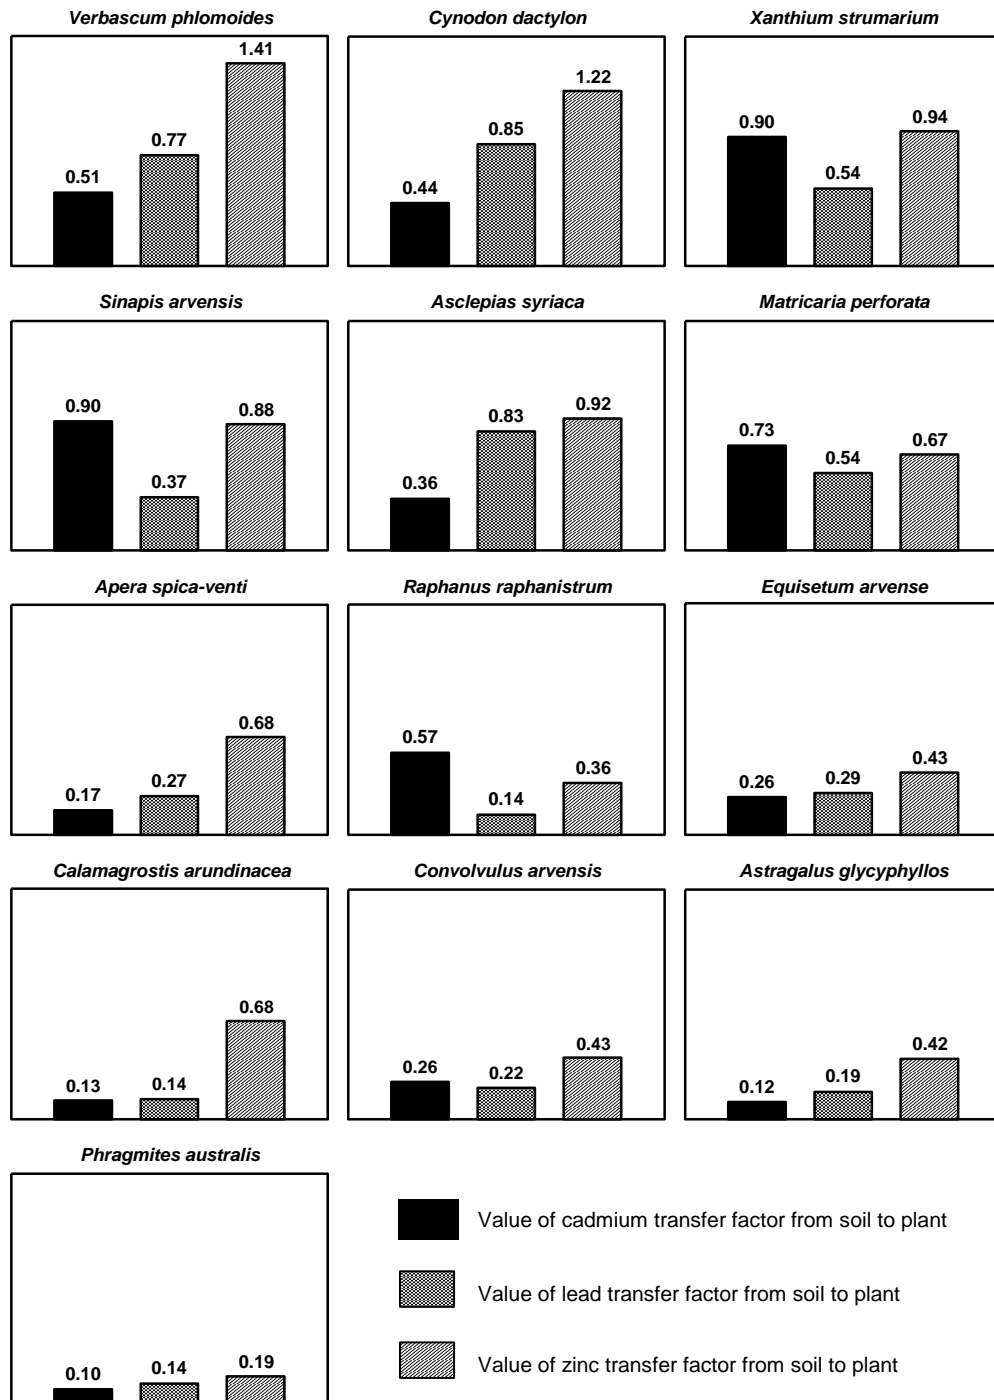 Verbascum phlomoides
Cynodon dactylon
Xanthium strumarium
0.51
0.77
1.41
0.44
0.85
1.22
0.90
0.54
0.94
Sinapis arvensis
Asclepias syriaca
Matricaria perforata
0.90
0.37
0.88
0.36
0.83
0.92
0.73
0.54
0.67
Apera spica-venti
Raphanus raphanistrum
Equisetum arvense
0.17
0.27
0.68
0.57
0.14
0.36
0.26
0.29
0.43
Calamagrostis arundinacea
Convolvulus arvensis
Astragalus glycyphyllos
0.13
0.14
0.68
0.26
0.22
0.43
0.12
0.19
0.42
Phragmites australis
0.10
0.14
0.19
Value of cadmium transfer factor from soil to plant
Value of lead transfer factor from soil to plant
Value of zinc transfer factor from soil to plant